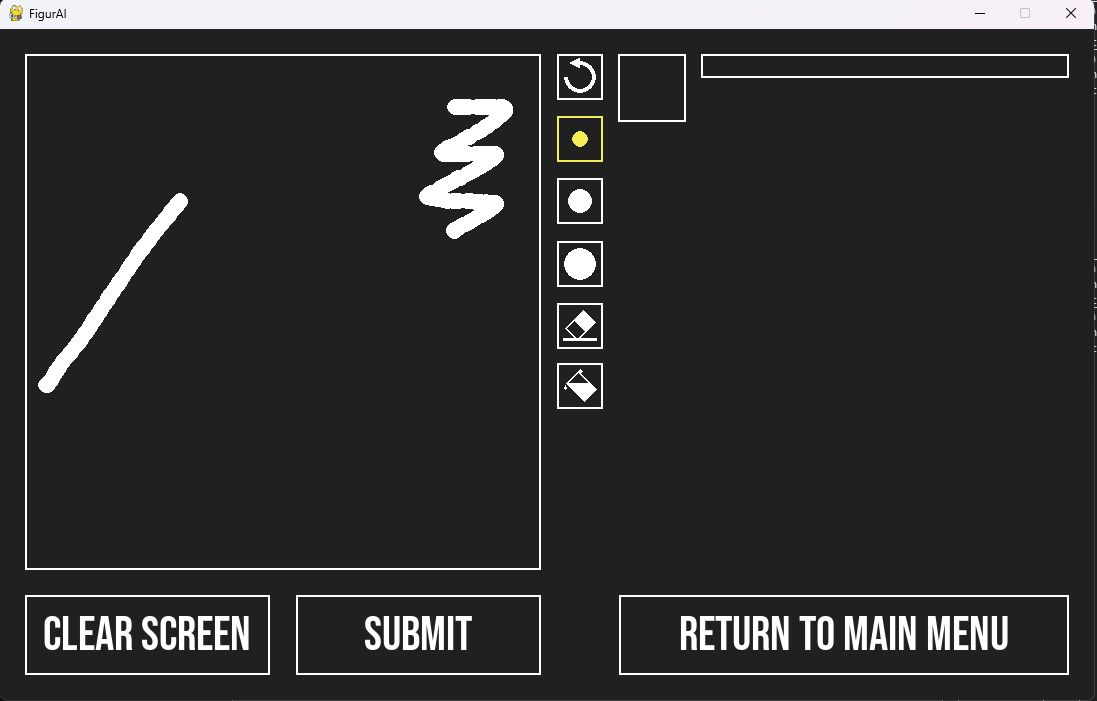 FigurAI
CLEAR SCREEN
SUBMIT
RETURN TO MAIN MENU